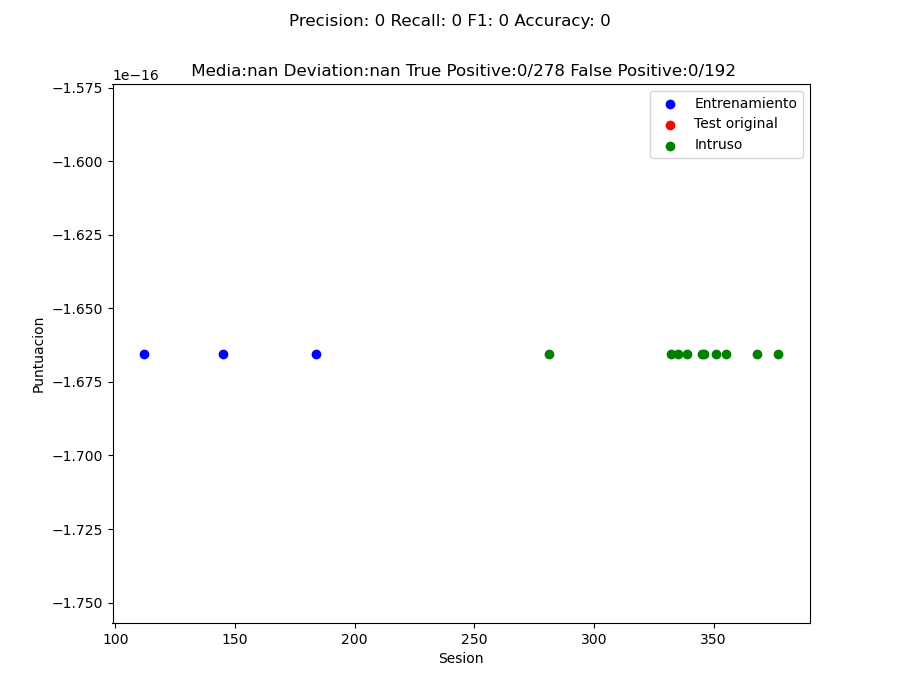 Precision: 0 Recall: 0 F1: 0 Accuracy: 0
Media:nan Deviation:nan True Positive:0/278 False Positive:0/192
1e−16
−1.575
−1.600
−1.625
−1.650
−1.675
−1.700
−1.725
−1.750
Puntuacion
Entrenamiento
Test original
Intruso
100 150 200 250 300 350
Sesion